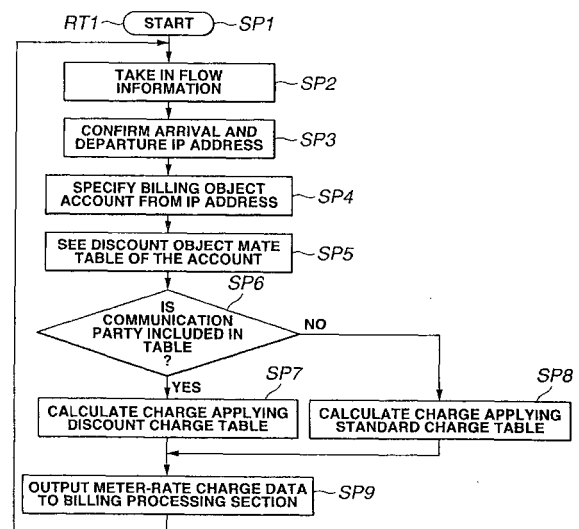 RT1
START
SP1
TAKE IN FLOW
INFORMATION
SP2
CONFIRM ARRIVAL AND
DEPARTURE IP ADDRESS
SP3
SPECIFY BILLING OBJECT
ACCOUNT FROM IP ADDRESS
SP4
SEE DISCOUNT OBJECT MATE
TABLE OF THE ACCOUNT
SP5
SP6
IS
COMMUNICATION
PARTY INCLUDED IN
TABLE
?
NO
YES
SP7
CALCULATE CHARGE APPLYING
DISCOUNT CHARGE TABLE
SP8
CALCULATE CHARGE APPLYING
STANDARD CHARGE TABLE
OUTPUT METER-RATE CHARGE DATA
TO BILLING PROCESSING SECTION
SP9